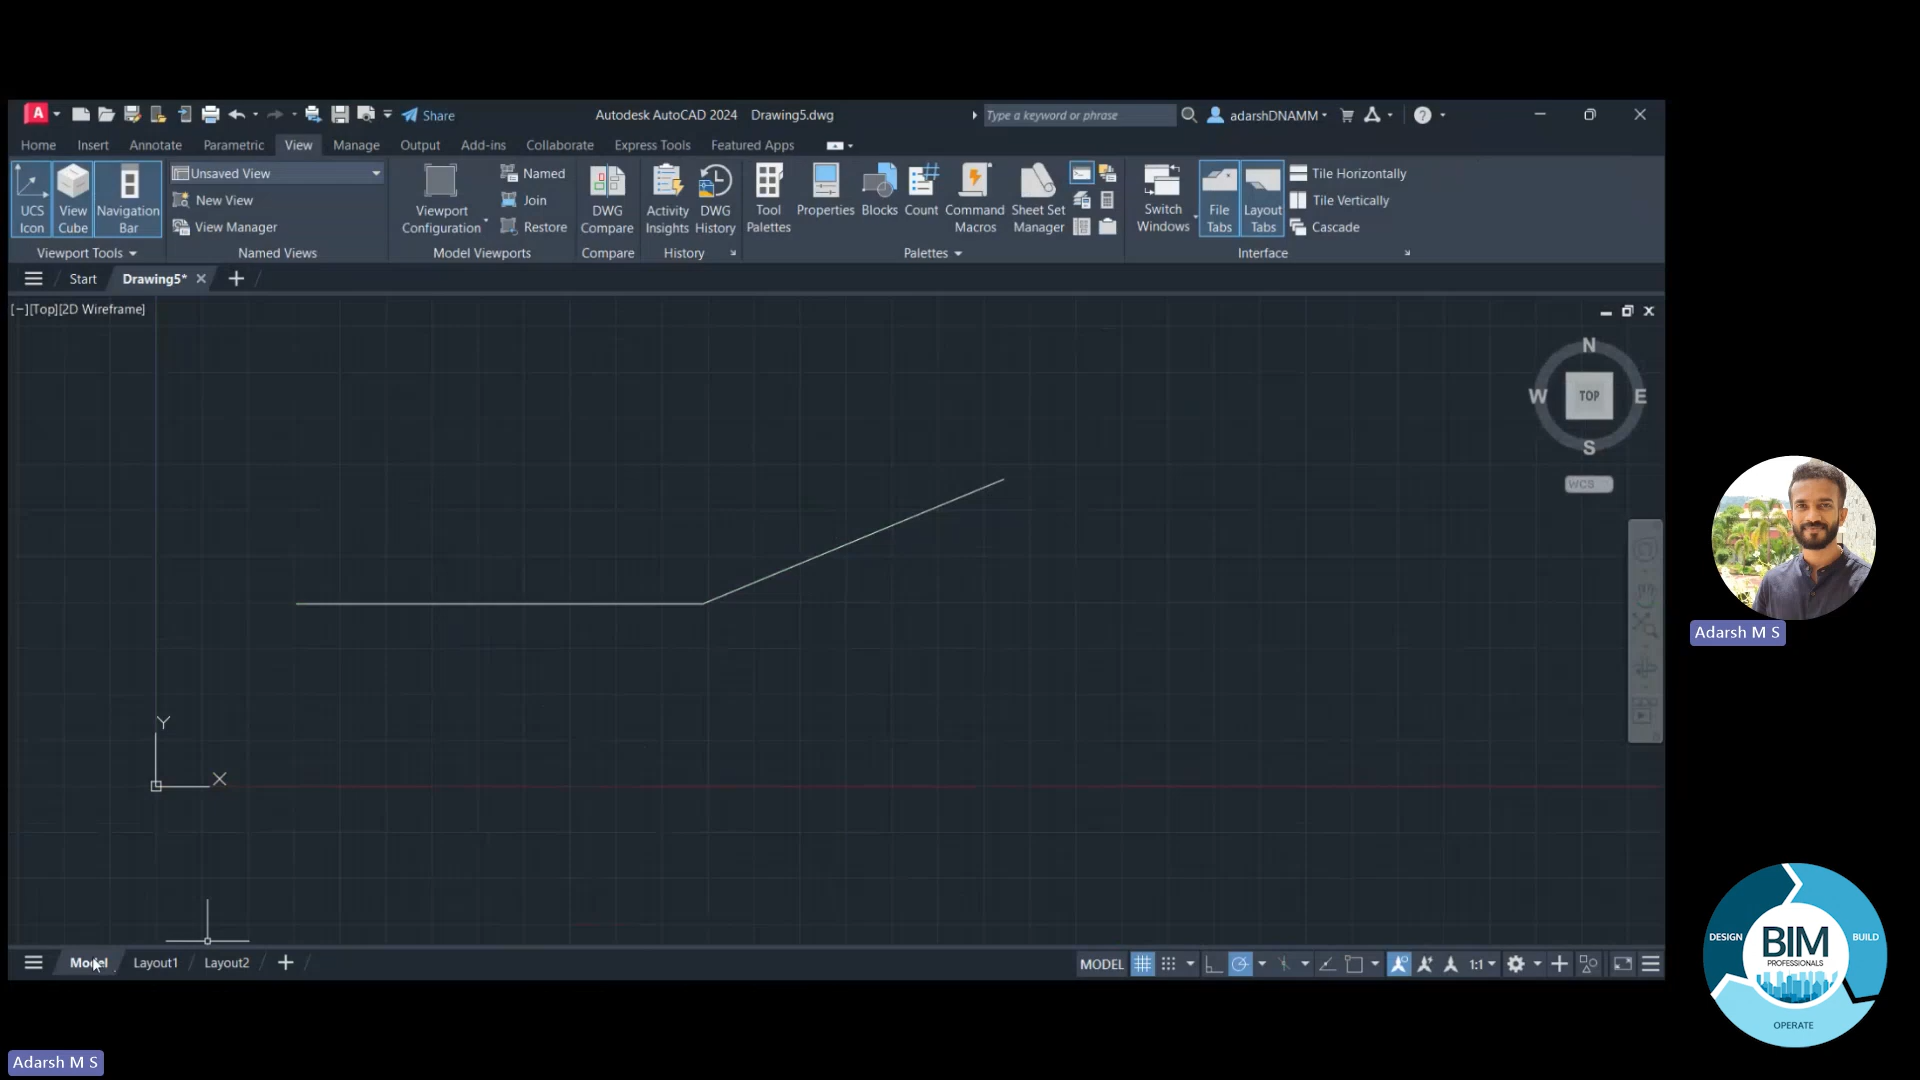 A Share Autodesk AutoCAD 2024 Drawing5.dwg Type a keyword or phrase adarshDNAMM
Home Insert Annotate Parametric View Manage Output Add-ins Collaborate Express Tools Featured Apps
UCS Icon
View Cube
Navigation Bar
Viewport Tools
Unsaved View
New View
View Manager
Named Views
Viewport Configuration
Named
Join
Restore
Model Viewports
DWG Compare
Compare
Activity Insights
DWG History
History
Tool Palettes
Properties
Blocks
Count
Command Macros
Sheet Set Manager
Palettes
Switch Windows
File Tabs
Layout Tabs
Tile Horizontally
Tile Vertically
Cascade
Interface
Start Drawing5*
[−][Top][2D Wireframe]
N
W TOP E
S
WCS
Y
X
Model Layout1 Layout2
MODEL 1:1
Adarsh M S
DESIGN BIM BUILD
PROFESSIONALS
OPERATE
Adarsh M S